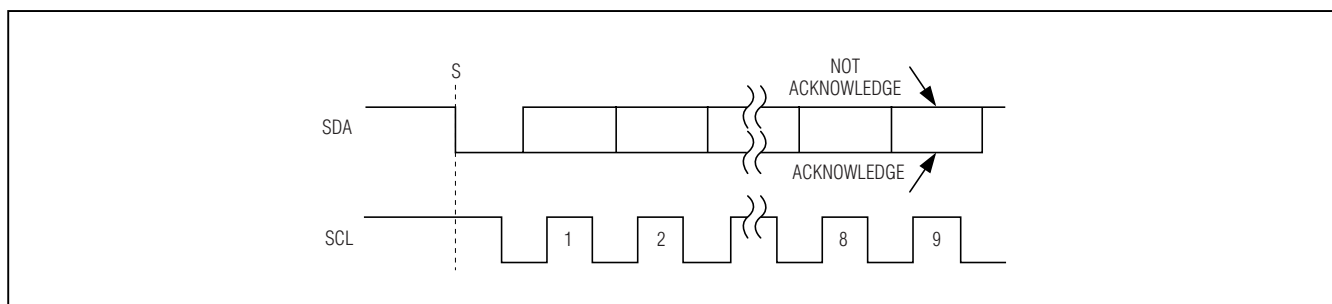 S
NOT
ACKNOWLEDGE
SDA
ACKNOWLEDGE
SCL
1
2
8
9